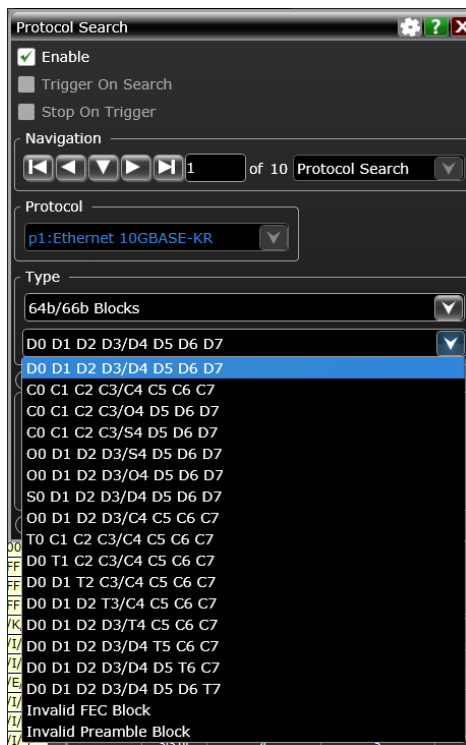 Protocol Search
Enable
Trigger On Search
Stop On Trigger
Navigation
1 of 10 Protocol Search
Protocol
p1:Ethernet 10GBASE-KR
Type
64b/66b Blocks
D0 D1 D2 D3/D4 D5 D6 D7
D0 D1 D2 D3/D4 D5 D6 D7
C0 C1 C2 C3/C4 C5 C6 C7
C0 C1 C2 C3/O4 D5 D6 D7
C0 C1 C2 C3/S4 D5 D6 D7
O0 D1 D2 D3/S4 D5 D6 D7
O0 D1 D2 D3/O4 D5 D6 D7
S0 D1 D2 D3/D4 D5 D6 D7
O0 D1 D2 D3/C4 C5 C6 C7
T0 C1 C2 C3/C4 C5 C6 C7
D0 T1 C2 C3/C4 C5 C6 C7
D0 D1 T2 C3/C4 C5 C6 C7
D0 D1 D2 T3/C4 C5 C6 C7
D0 D1 D2 D3/T4 C5 C6 C7
D0 D1 D2 D3/D4 T5 C6 C7
D0 D1 D2 D3/D4 D5 T6 C7
D0 D1 D2 D3/D4 D5 D6 T7
Invalid FEC Block
Invalid Preamble Block